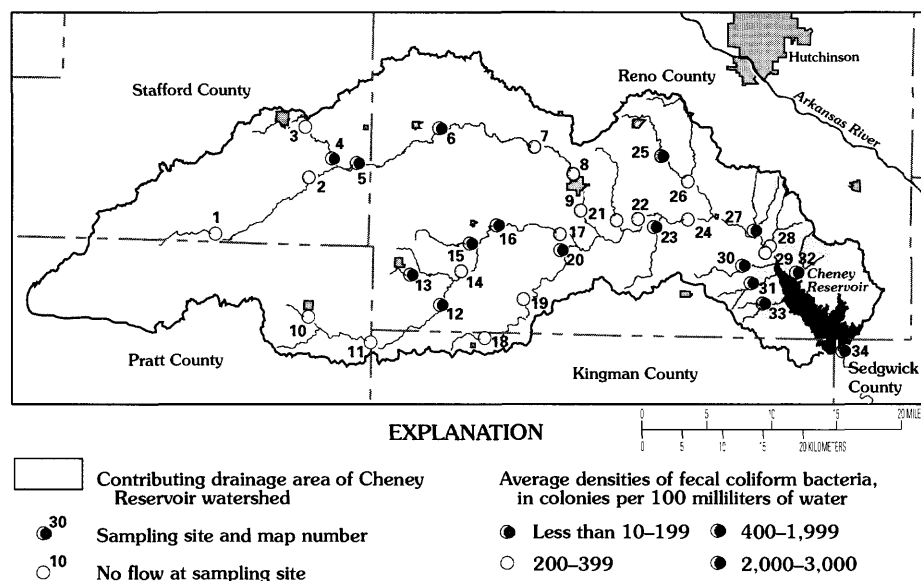 Hutchinson
Stafford County
Reno County
Arkansas River
3
4
5
6
7
8
25
2
26
9
1
21
22
27
16
17
23
24
28
15
20
30
29
32
13
14
Cheney
Reservoir
31
19
12
33
10
11
18
34
Pratt County
Kingman County
Sedgwick
County
0 5 10 15 20 MILES
0 5 10 15 20 KILOMETERS
EXPLANATION
Contributing drainage area of Cheney
Reservoir watershed
30
Sampling site and map number
10
No flow at sampling site
Average densities of fecal coliform bacteria,
in colonies per 100 milliliters of water
Less than 10–199
400–1,999
200–399
2,000–3,000